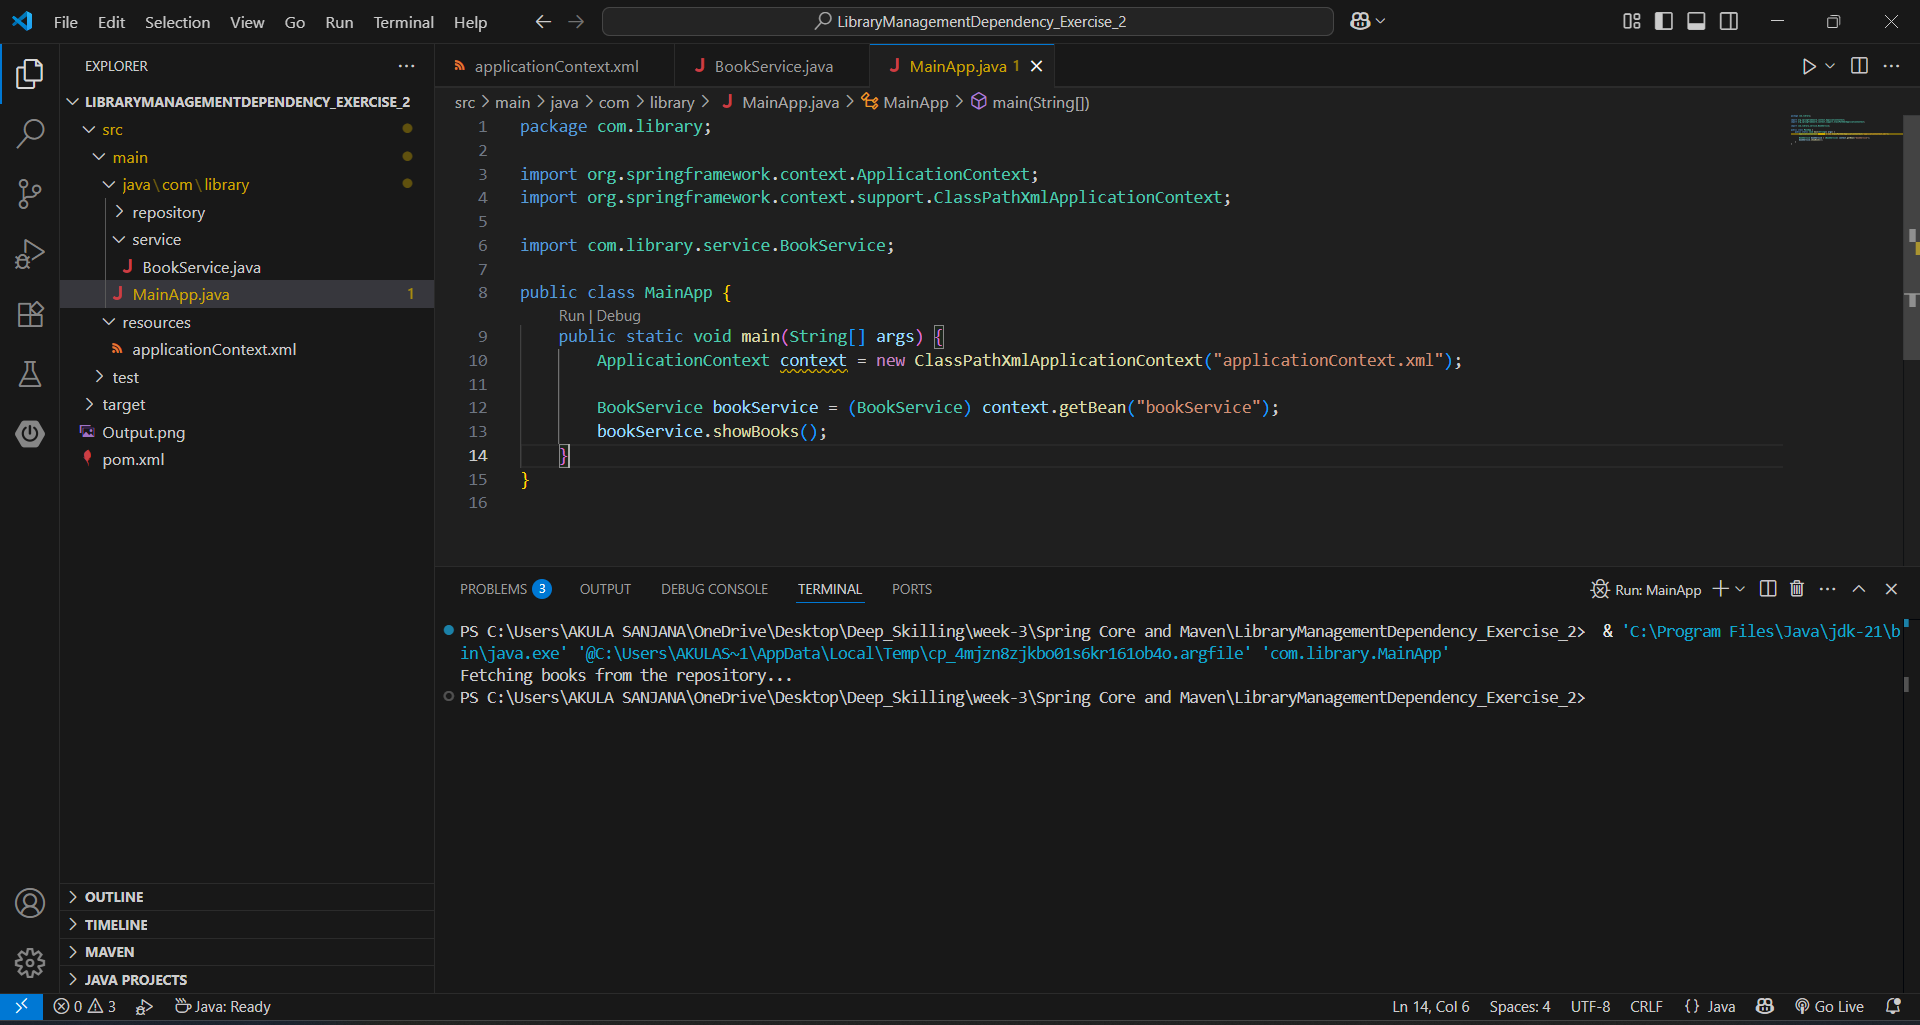 File Edit Selection View Go Run Terminal Help
LibraryManagementDependency_Exercise_2
EXPLORER
LIBRARYMANAGEMENTDEPENDENCY_EXERCISE_2
src
main
java\com\library
repository
service
BookService.java
MainApp.java 1
resources
applicationContext.xml
test
target
Output.png
pom.xml
OUTLINE
TIMELINE
MAVEN
JAVA PROJECTS
applicationContext.xml BookService.java MainApp.java 1
src > main > java > com > library > MainApp.java > MainApp > main(String[])
1 package com.library;
2
3 import org.springframework.context.ApplicationContext;
4 import org.springframework.context.support.ClassPathXmlApplicationContext;
5
6 import com.library.service.BookService;
7
8 public class MainApp {
Run | Debug
9 public static void main(String[] args) {
10 ApplicationContext context = new ClassPathXmlApplicationContext("applicationContext.xml");
11
12 BookService bookService = (BookService) context.getBean("bookService");
13 bookService.showBooks();
14 }
15 }
16
PROBLEMS 3 OUTPUT DEBUG CONSOLE TERMINAL PORTS
Run: MainApp
PS C:\Users\AKULA SANJANA\OneDrive\Desktop\Deep_Skilling\week-3\Spring Core and Maven\LibraryManagementDependency_Exercise_2> & 'C:\Program Files\Java\jdk-21\b
in\java.exe' '@C:\Users\AKULAS~1\AppData\Local\Temp\cp_4mjzn8zjkbo01s6kr161ob4o.argfile' 'com.library.MainApp'
Fetching books from the repository...
PS C:\Users\AKULA SANJANA\OneDrive\Desktop\Deep_Skilling\week-3\Spring Core and Maven\LibraryManagementDependency_Exercise_2>
0 3 Java: Ready
Ln 14, Col 6 Spaces: 4 UTF-8 CRLF {} Java Go Live